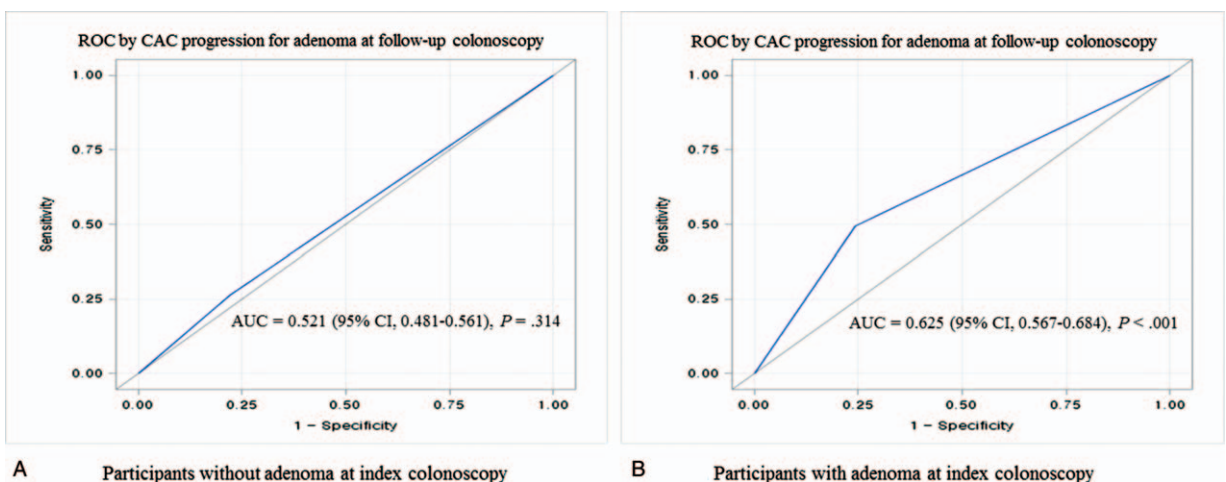 ROC by CAC progression for adenoma at follow-up colonoscopy
1.00
0.75
0.50
0.25
0.00
Sensitivity
AUC = 0.521 (95% CI, 0.481-0.561), P = .314
0.00 0.25 0.50 0.75 1.00
1 - Specificity
A Participants without adenoma at index colonoscopy
ROC by CAC progression for adenoma at follow-up colonoscopy
1.00
0.75
0.50
0.25
0.00
Sensitivity
AUC = 0.625 (95% CI, 0.567-0.684), P < .001
0.00 0.25 0.50 0.75 1.00
1 - Specificity
B Participants with adenoma at index colonoscopy